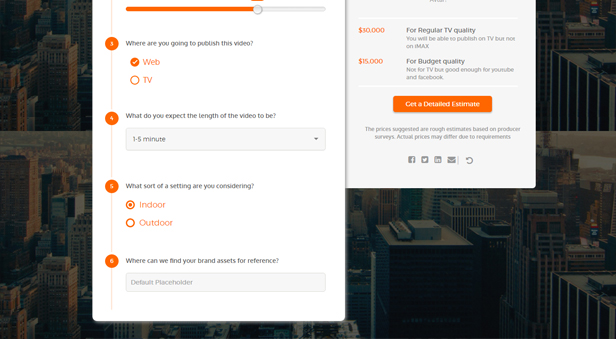 3
Where are you going to publish this video?
Web
TV
4
What do you expect the length of the video to be?
1-5 minute
5
What sort of a setting are you considering?
Indoor
Outdoor
6
Where can we find your brand assets for reference?
Default Placeholder
$30,000
For Regular TV quality
You will be able to publish on TV but not
on IMAX.
$15,000
For Budget quality
Not for TV but good enough for youtube
and facebook.
Get a Detailed Estimate
The prices suggested are rough estimates based on producer
surveys. Actual prices may differ due to requirements